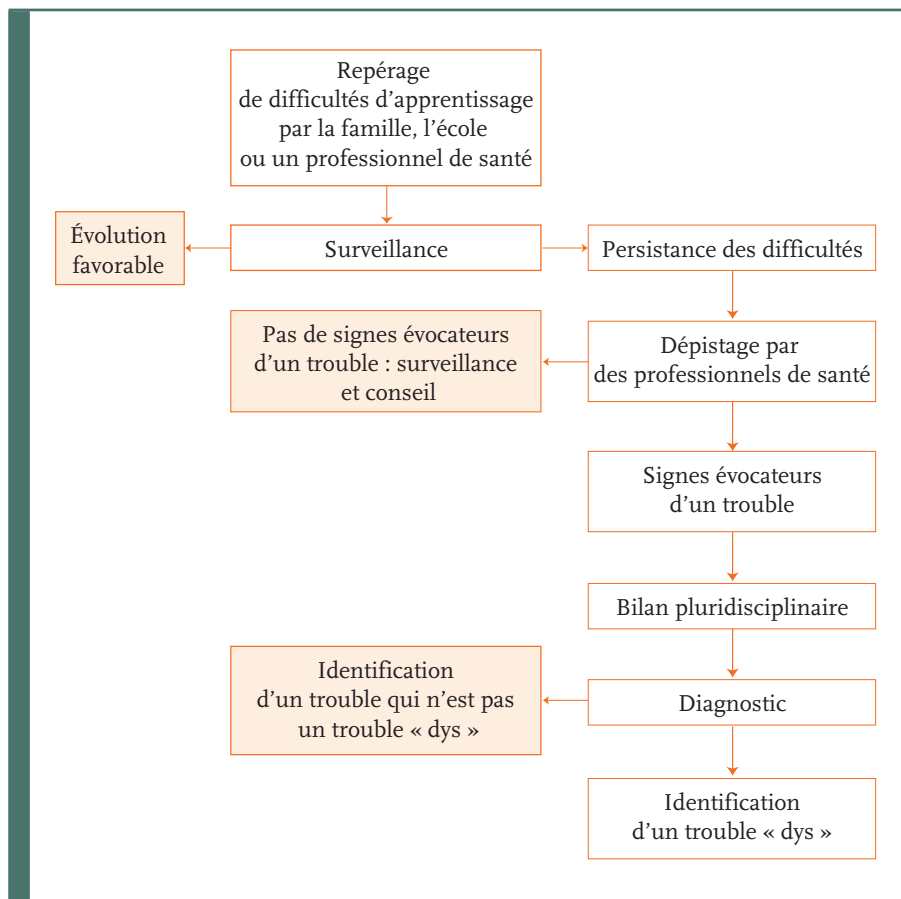 Repérage
de difficultés d'apprentissage
par la famille, l'école
ou un professionnel de santé
Évolution
favorable
Surveillance
Persistance des difficultés
Pas de signes évocateurs
d'un trouble : surveillance
et conseil
Dépistage par
des professionnels de santé
Signes évocateurs
d'un trouble
Bilan pluridisciplinaire
Identification
d'un trouble qui n'est pas
un trouble « dys »
Diagnostic
Identification
d'un trouble « dys »